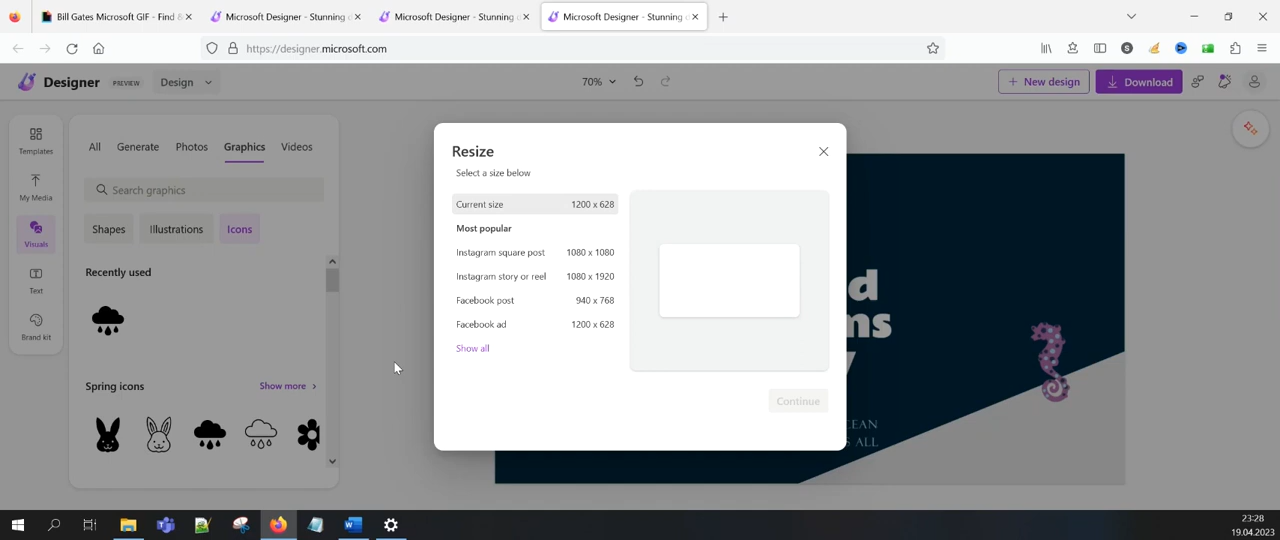 Bill Gates Microsoft GIF - Find &
Microsoft Designer - Stunning
Microsoft Designer - Stunning
Microsoft Designer - Stunning
https://designer.microsoft.com
Designer PREVIEW Design 70% New design Download
Templates
My Media
Visuals
Text
Brand kit
All Generate Photos Graphics Videos
Search graphics
Shapes Illustrations Icons
Recently used
Spring icons Show more
Resize
Select a size below
Current size 1200 x 628
Most popular
Instagram square post 1080 x 1080
Instagram story or reel 1080 x 1920
Facebook post 940 x 768
Facebook ad 1200 x 628
Show all
Continue
d
ms
y
CEAN
S ALL
23:28
19.04.2023